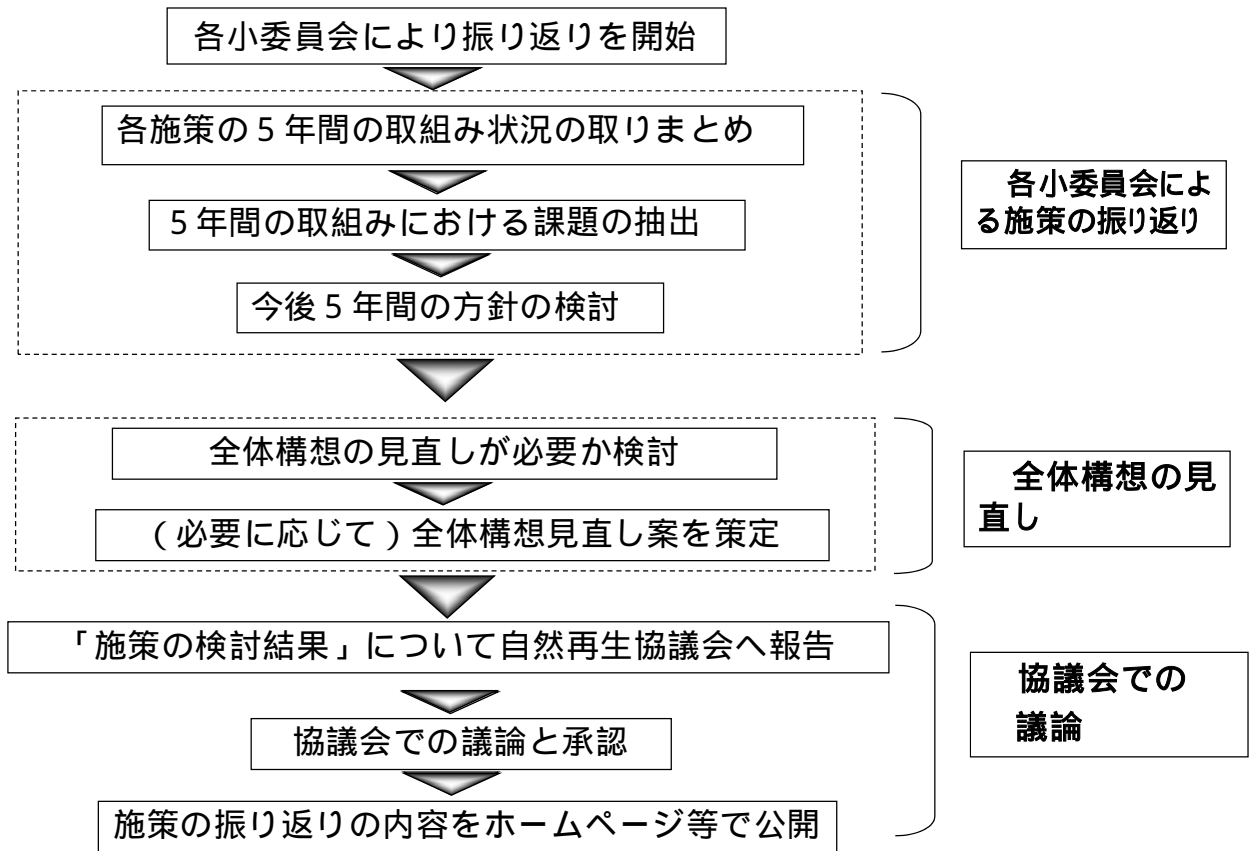 各小委員会により振り返りを開始
各施策の５年間の取組み状況の取りまとめ
５年間の取組みにおける課題の抽出
今後５年間の方針の検討
各小委員会によ
る施策の振り返り
全体構想の見直しが必要か検討
（必要に応じて）全体構想見直し案を策定
全体構想の見
直し
「施策の検討結果」について自然再生協議会へ報告
協議会での議論と承認
施策の振り返りの内容をホームページ等で公開
協議会での
議論